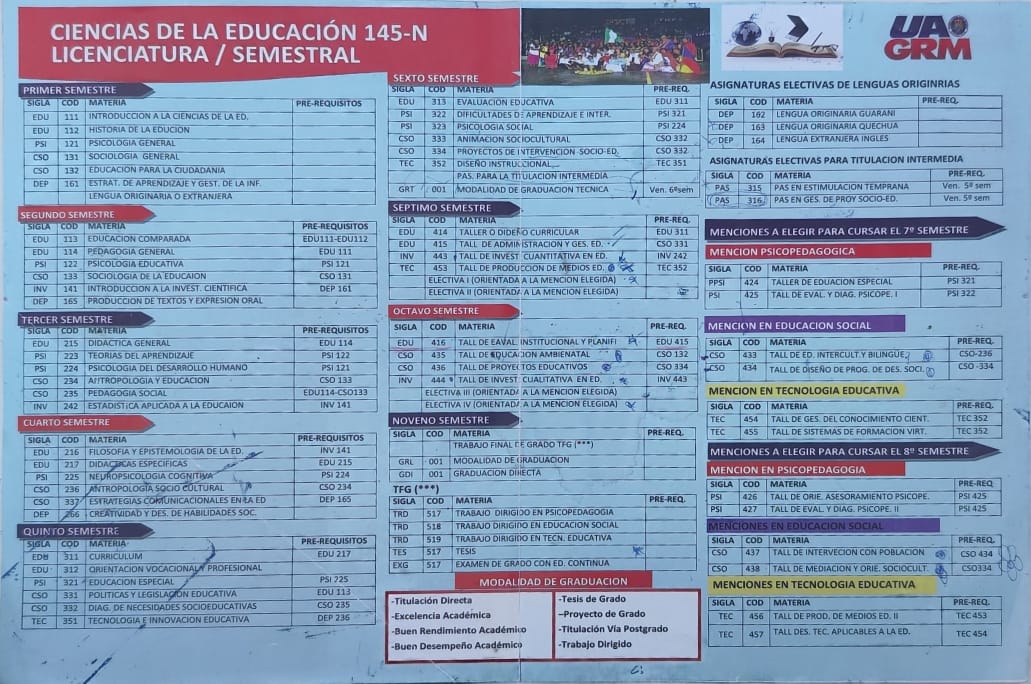 CIENCIAS DE LA EDUCACIÓN 145-N
LICENCIATURA / SEMESTRAL
UAGRM
PRIMER SEMESTRE
SIGLA COD MATERIA PRE-REQUISITOS
EDU 111 INTRODUCCION A LA CIENCIAS DE LA ED.
EDU 112 HISTORIA DE LA EDUCION
PSI 121 PSICOLOGIA GENERAL
CSO 131 SOCIOLOGIA GENERAL
CSO 132 EDUCACION PARA LA CIUDADANIA
DEP 161 ESTRAT. DE APRENDIZAJE Y GEST. DE LA INF.
LENGUA ORIGINARIA O EXTRANJERA
SEGUNDO SEMESTRE
SIGLA COD MATERIA PRE-REQUISITOS
EDU 113 EDUCACION COMPARADA EDU111-EDU112
EDU 114 PEDAGOGIA GENERAL EDU 111
PSI 122 PSICOLOGIA EDUCATIVA PSI 121
CSO 133 SOCIOLOGIA DE LA EDUCAION CSO 131
INV 141 INTRODUCCION A LA INVEST. CIENTIFICA DEP 161
DEP 165 PRODUCCION DE TEXTOS Y EXPRESION ORAL
TERCER SEMESTRE
SIGLA COD MATERIA PRE-REQUISITOS
EDU 215 DIDACTICA GENERAL EDU 114
PSI 223 TEORIAS DEL APRENDIZAJE PSI 122
PSI 224 PSICOLOGIA DEL DESARROLLO HUMANO PSI 121
CSO 234 ANTROPOLOGIA Y EDUCACION CSO 133
CSO 235 PEDAGOGIA SOCIAL EDU114-CSO133
INV 242 ESTADISTICA APLICADA A LA EDUCAION INV 141
CUARTO SEMESTRE
SIGLA COD MATERIA PRE-REQUISITOS
EDU 216 FILOSOFIA Y EPISTEMOLOGIA DE LA ED. INV 141
EDU 217 DIDACTICAS ESPECIFICAS EDU 215
PSI 225 NEUROPSICOLOGIA COGNITIVA PSI 224
CSO 236 ANTROPOLOGIA SOCIO CULTURAL CSO 234
CSO 337 ESTRATEGIAS COMUNICACIONALES EN LA ED DEP 165
DEP 266 CREATIVIDAD Y DES. DE HABILIDADES SOC.
QUINTO SEMESTRE
SIGLA COD MATERIA PRE-REQUISITOS
EDU 311 CURRICULUM EDU 217
EDU 312 ORIENTACION VOCACIONAL Y PROFESIONAL
PSI 321 EDUCACION ESPECIAL PSI 225
CSO 331 POLITICAS Y LEGISLACION EDUCATIVA EDU 113
CSO 332 DIAG. DE NECESIDADES SOCIOEDUCATIVAS CSO 235
TEC 351 TECNOLOGIA E INNOVACION EDUCATIVA DEP 236
SEXTO SEMESTRE
SIGLA COD MATERIA PRE-REQ.
EDU 313 EVALUACION EDUCATIVA EDU 311
PSI 322 DIFICULTADES DE APRENDIZAJE E INTER. PSI 321
PSI 323 PSICOLOGIA SOCIAL PSI 224
CSO 333 ANIMACION SOCIOCULTURAL CSO 332
CSO 334 PROYECTOS DE INTERVENCION SOCIO-ED. CSO 332
TEC 352 DISEÑO INSTRUCCIONAL TEC 351
PAS. PARA LA TITULACION INTERMEDIA
GRT 001 MODALIDAD DE GRADUACION TECNICA Ven. 6ºsem
SEPTIMO SEMESTRE
SIGLA COD MATERIA PRE-REQ.
EDU 414 TALLER O DISEÑO CURRICULAR EDU 311
EDU 415 TALL. DE ADMINISTRACION Y GES. ED. CSO 331
INV 443 TALL. DE INVEST. CUANTITATIVA EN ED. INV 242
TEC 453 TALL. DE PRODUCCION DE MEDIOS ED. TEC 352
ELECTIVA I (ORIENTADA A LA MENCION ELEGIDA)
ELECTIVA II (ORIENTADA A LA MENCION ELEGIDA)
OCTAVO SEMESTRE
SIGLA COD MATERIA PRE-REQ.
EDU 416 TALL. DE EAVAL. INSTITUCIONAL Y PLANIFI EDU 415
CSO 435 TALL. DE EDUCACION AMBIENATAL CSO 132
CSO 436 TALL. DE PROYECTOS EDUCATIVOS CSO 334
INV 444 TALL. DE INVEST. CUALITATIVA EN ED. INV 443
ELECTIVA III (ORIENTADA A LA MENCION ELEGIDA)
ELECTIVA IV (ORIENTADA A LA MENCION ELEGIDA)
NOVENO SEMESTRE
SIGLA COD MATERIA PRE-REQ.
TRABAJO FINAL DE GRADO TFG (***)
GRL 001 MODALIDAD DE GRADUACION
GDI 001 GRADUACION DIRECTA
TFG (***)
SIGLA COD MATERIA PRE-REQ.
TRD 517 TRABAJO DIRIGIDO EN PSICOPEDAGOGIA
TRD 518 TRABAJO DIRIGIDO EN EDUCACION SOCIAL
TRD 519 TRABAJO DIRIGIDO EN TECN. EDUCATIVA
TES 517 TESIS
EXG 517 EXAMEN DE GRADO CON ED. CONTINUA
MODALIDAD DE GRADUACION
-Titulación Directa
-Excelencia Académica
-Buen Rendimiento Académico
-Buen Desempeño Académico
-Tesis de Grado
-Proyecto de Grado
-Titulación Vía Postgrado
-Trabajo Dirigido
ASIGNATURAS ELECTIVAS DE LENGUAS ORIGINRIAS
SIGLA COD MATERIA PRE-REQ.
DEP 162 LENGUA ORIGINARIA GUARANI
DEP 163 LENGUA ORIGINARIA QUECHUA
DEP 164 LENGUA EXTRANJERA INGLES
ASIGNATURAS ELECTIVAS PARA TITULACION INTERMEDIA
SIGLA COD MATERIA PRE-REQ.
PAS 315 PAS EN ESTIMULACION TEMPRANA Ven. 5º sem
PAS 316 PAS EN GES. DE PROY SOCIO-ED. Ven. 5º sem
MENCIONES A ELEGIR PARA CURSAR EL 7º SEMESTRE
MENCION PSICOPEDAGOGICA
SIGLA COD MATERIA PRE-REQ.
PPSI 424 TALLER DE EDUACION ESPECIAL PSI 321
PSI 425 TALL. DE EVAL. Y DIAG. PSICOPE. I PSI 322
MENCION EN EDUCACION SOCIAL
SIGLA COD MATERIA PRE-REQ.
CSO 433 TALL. DE ED. INTERCULT.Y BILINGÜE. CSO-236
CSO 434 TALL. DE DISEÑO DE PROG. DE DES. SOCI. CSO -334
MENCION EN TECNOLOGIA EDUCATIVA
SIGLA COD MATERIA PRE-REQ.
TEC 454 TALL. DE GES. DEL CONOCIMIENTO CIENT. TEC 352
TEC 455 TALL. DE SISTEMAS DE FORMACION VIRT. TEC 352
MENCIONES A ELEGIR PARA CURSAR EL 8º SEMESTRE
MENCION EN PSICOPEDAGOGIA
SIGLA COD MATERIA PRE-REQ.
PSI 426 TALL. DE ORIE. ASESORAMIENTO PSICOPE. PSI 425
PSI 427 TALL. DE EVAL. Y DIAG. PSICOPE. II PSI 425
MENCIONES EN EDUCACION SOCIAL
SIGLA COD MATERIA PRE-REQ.
CSO 437 TALL. DE INTERVECION CON POBLACIÓN CSO 434
CSO 438 TALL. DE MEDIACION Y ORIE. SOCIOCULT. CSO334
MENCIONES EN TECNOLOGÍA EDUCATIVA
SIGLA COD MATERIA PRE-REQ.
TEC 456 TALL. DE PROD. DE MEDIOS ED. II TEC 453
TEC 457 TALL DES. TEC. APLICABLES A LA ED. TEC 454